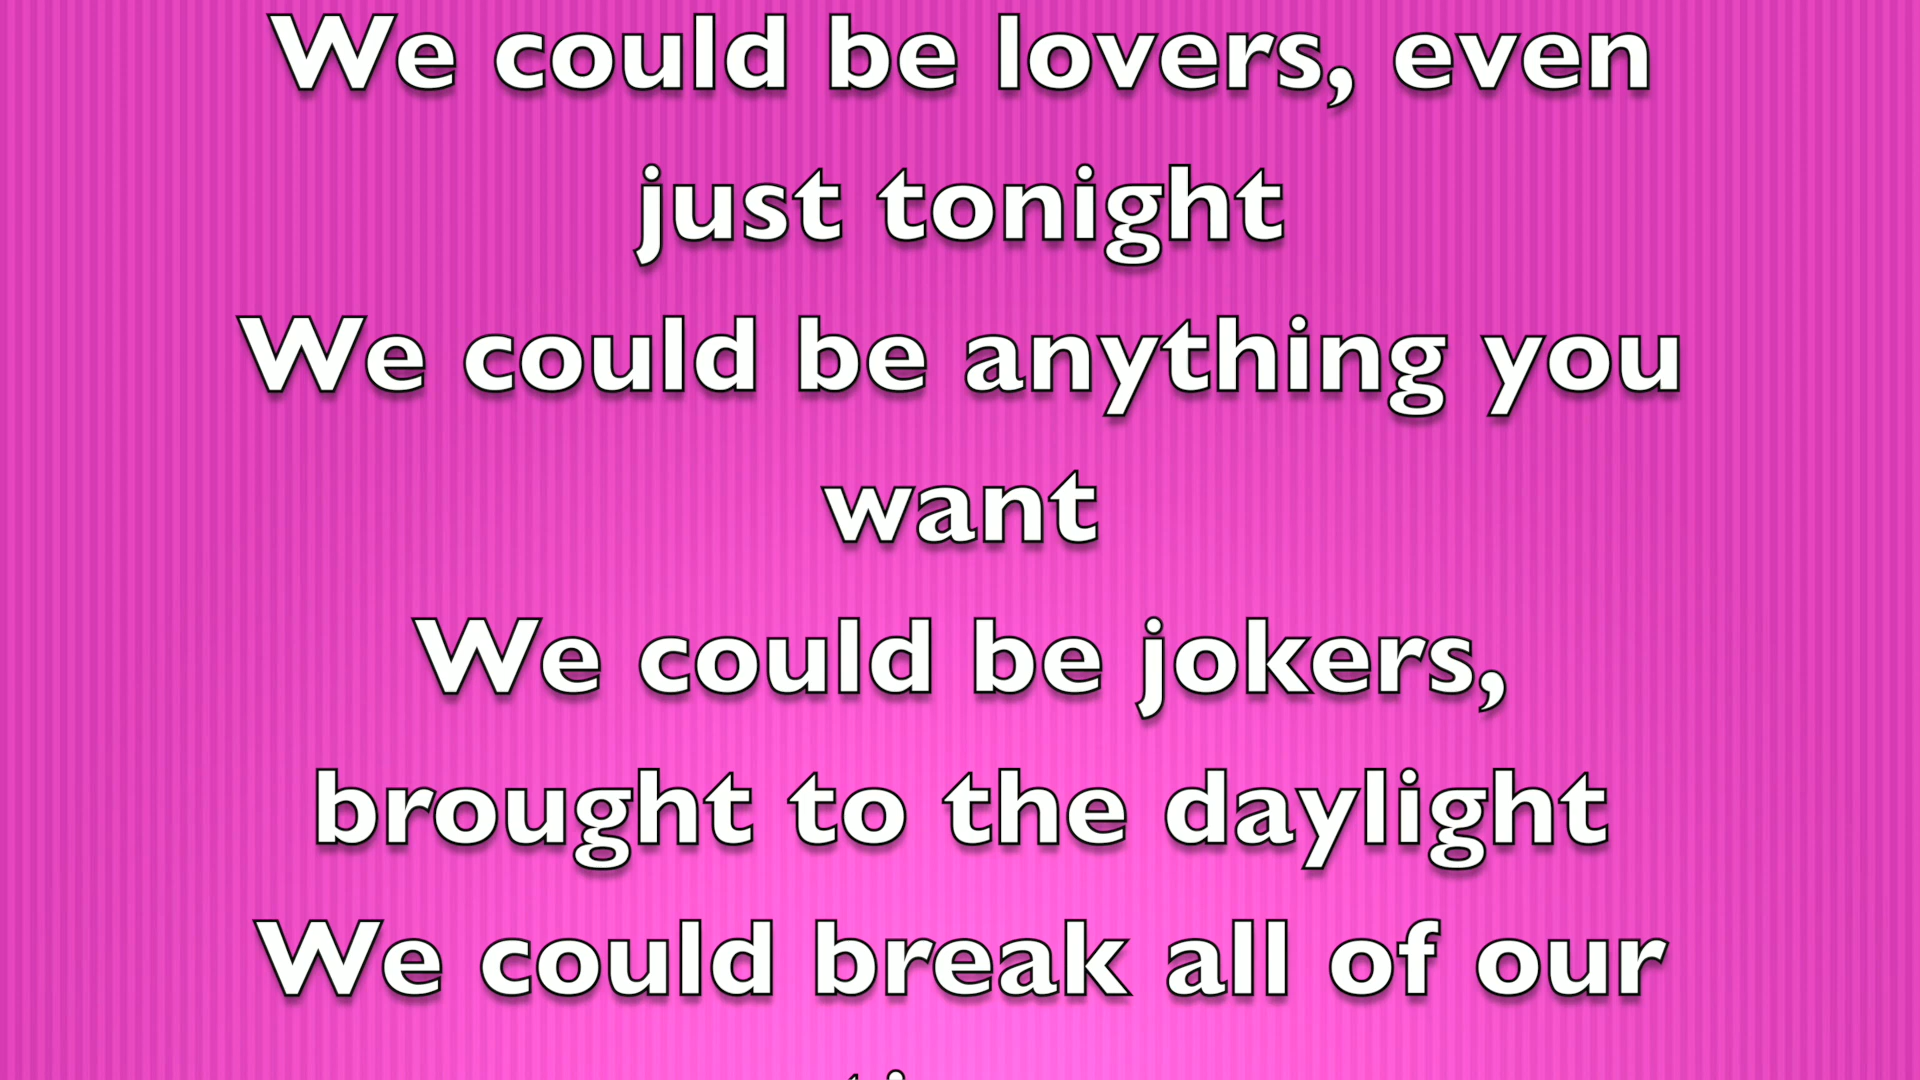 We could be lovers, even
just tonight
We could be anything you
want
We could be jokers,
brought to the daylight
We could break all of our